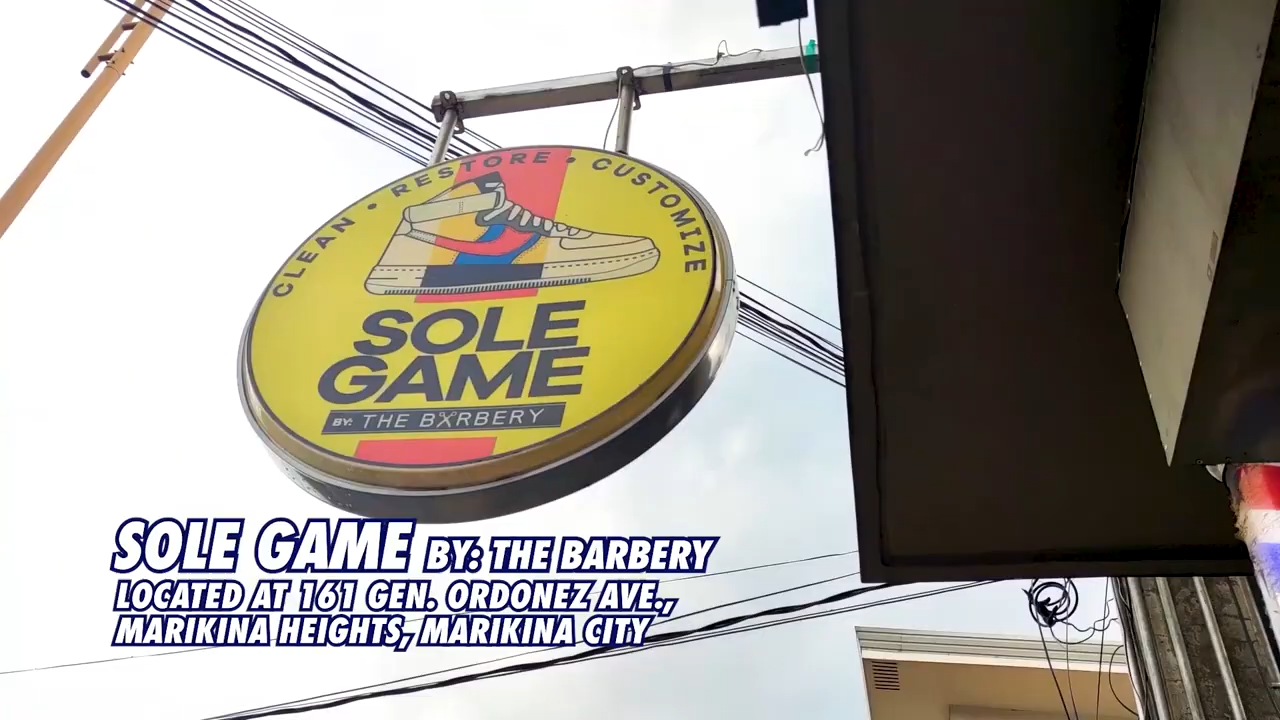 CLEAN • RESTORE • CUSTOMIZE
SOLE
GAME
BY: THE BARBERY
SOLE GAME BY: THE BARBERY
LOCATED AT 161 GEN. ORDONEZ AVE.,
MARIKINA HEIGHTS, MARIKINA CITY